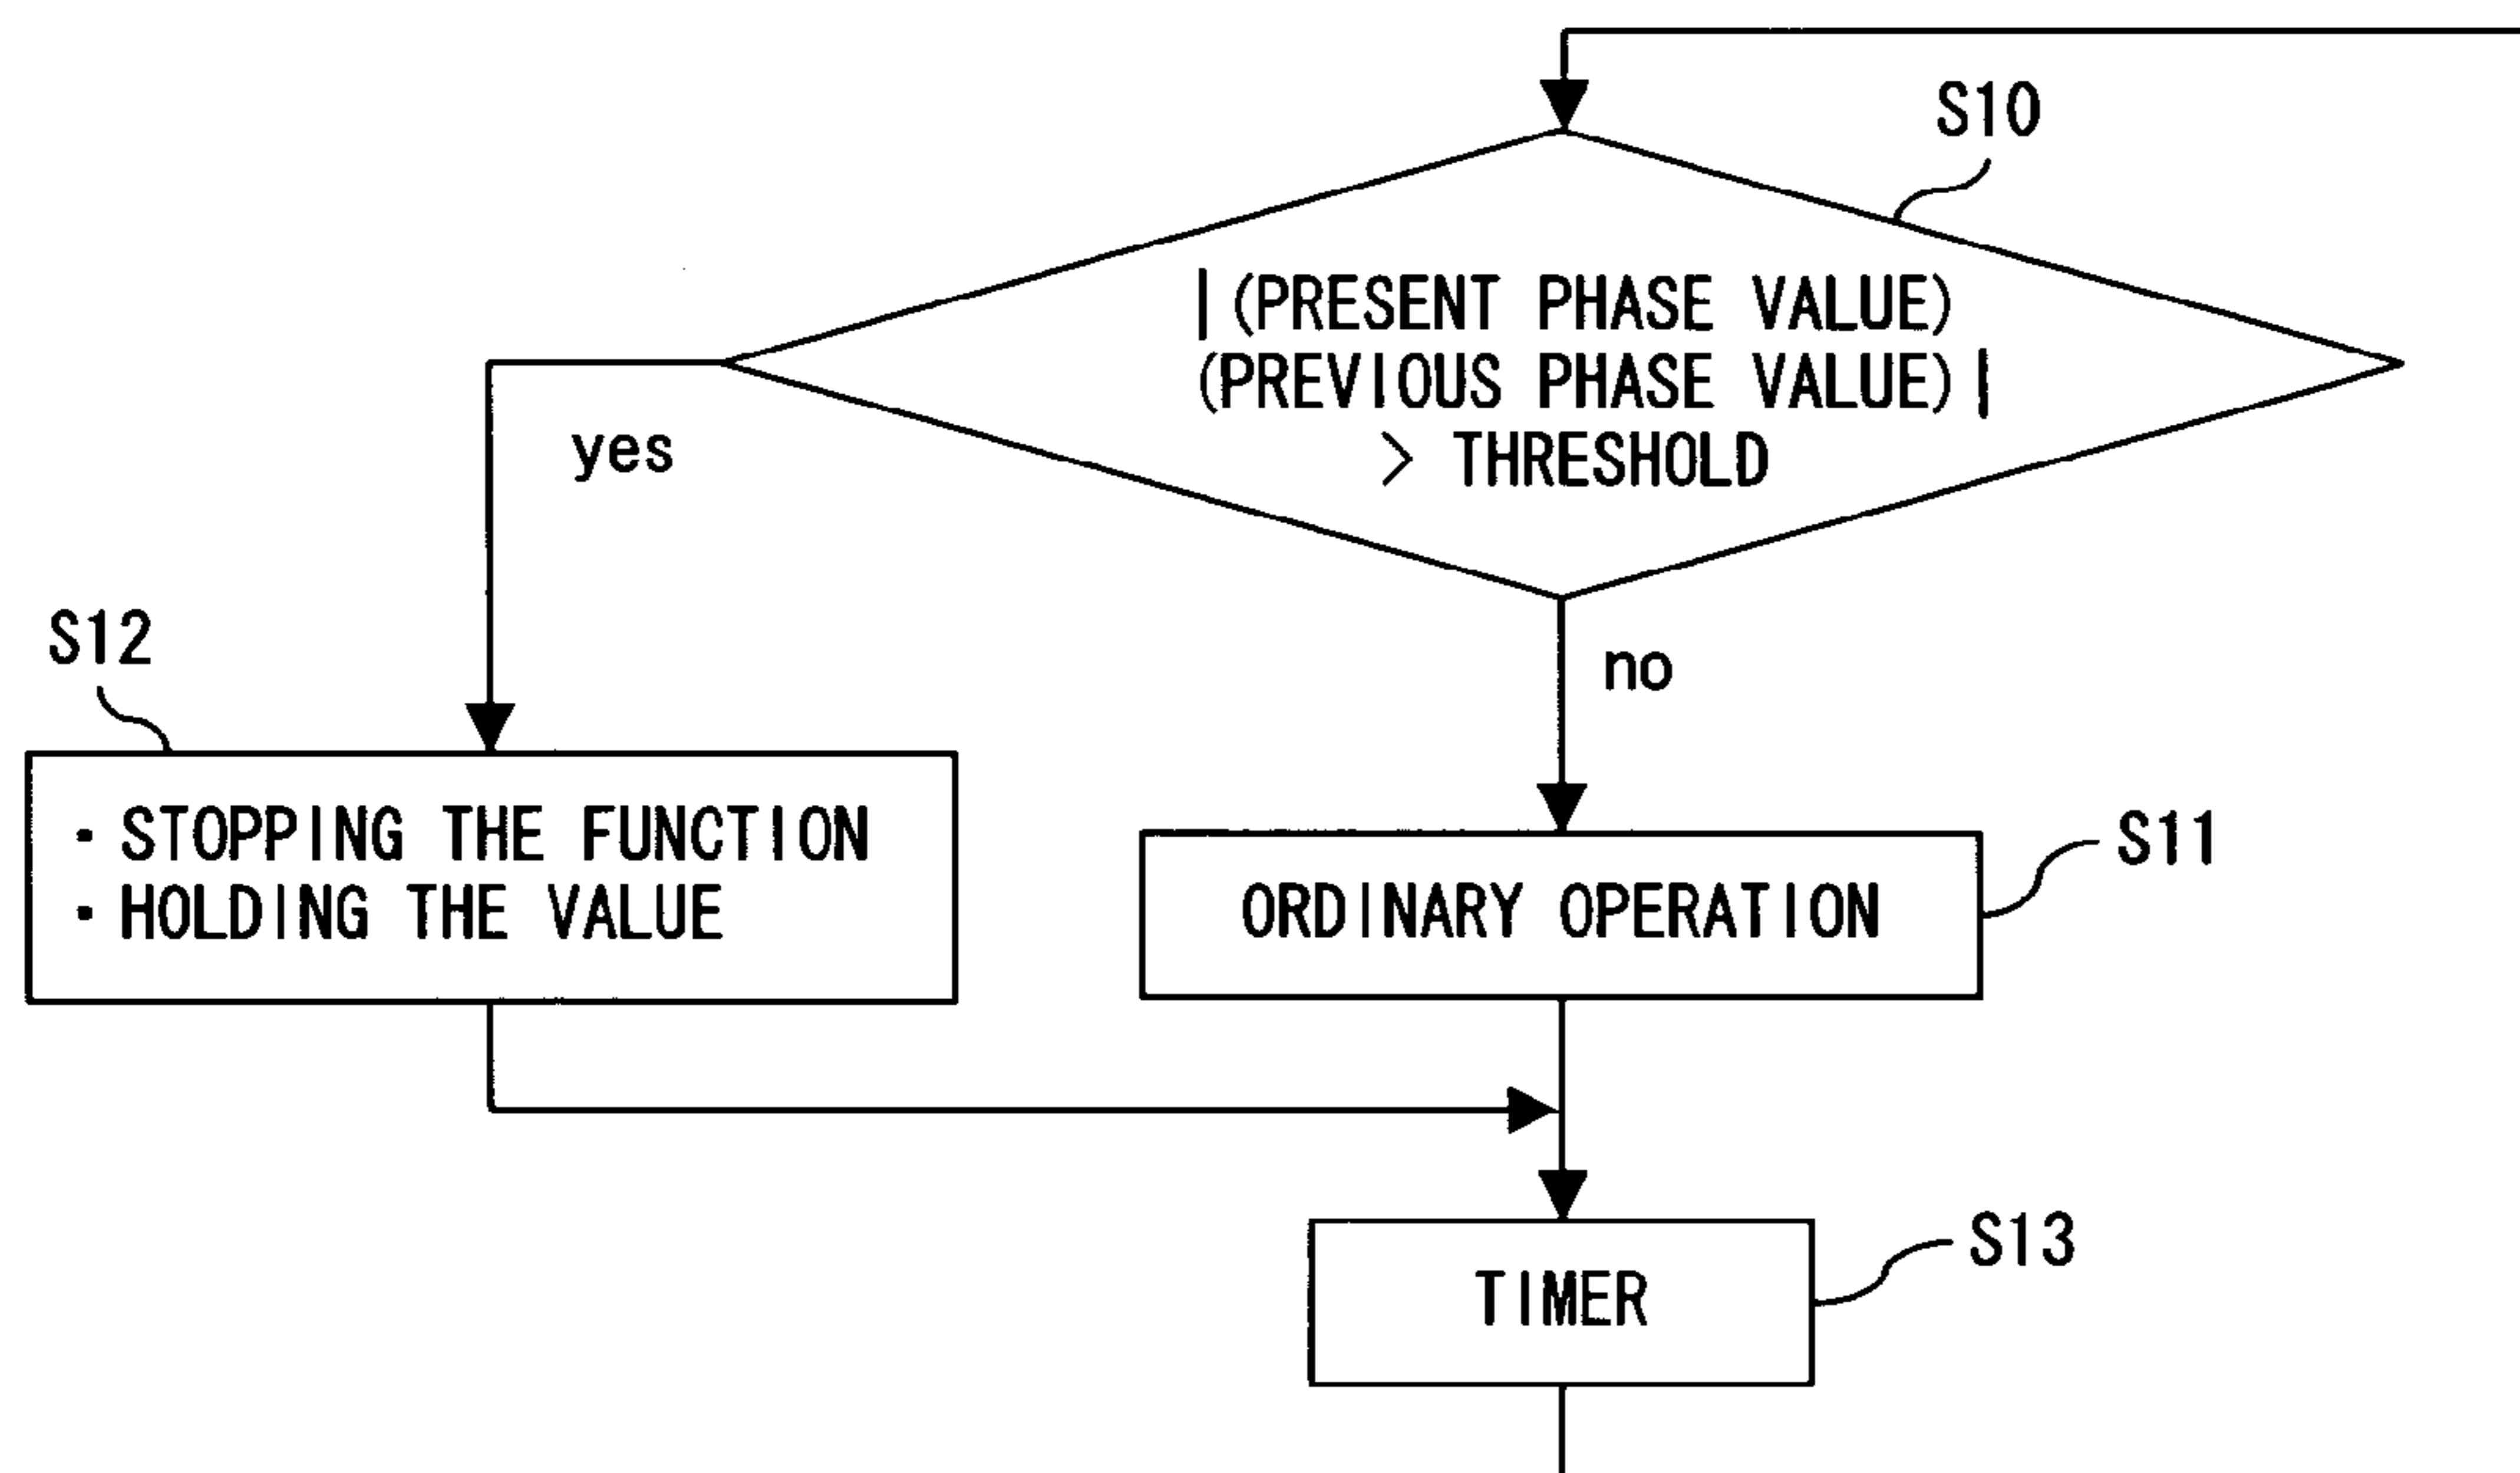 S10
|(PRESENT PHASE VALUE)
(PREVIOUS PHASE VALUE)|
> THRESHOLD
yes
no
S12
・STOPPING THE FUNCTION
・HOLDING THE VALUE
S11
ORDINARY OPERATION
S13
TIMER